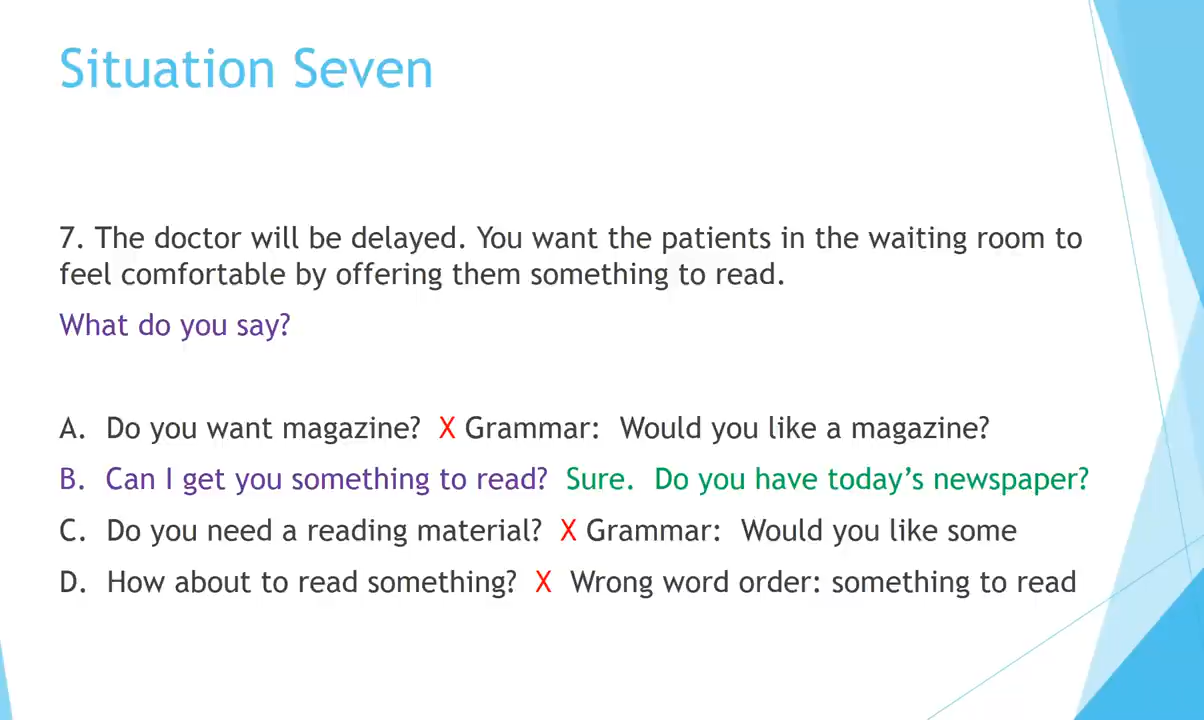 Situation Seven
7. The doctor will be delayed. You want the patients in the waiting room to
feel comfortable by offering them something to read.
What do you say?
A. Do you want magazine? X Grammar: Would you like a magazine?
B. Can I get you something to read? Sure. Do you have today’s newspaper?
C. Do you need a reading material? X Grammar: Would you like some
D. How about to read something? X Wrong word order: something to read